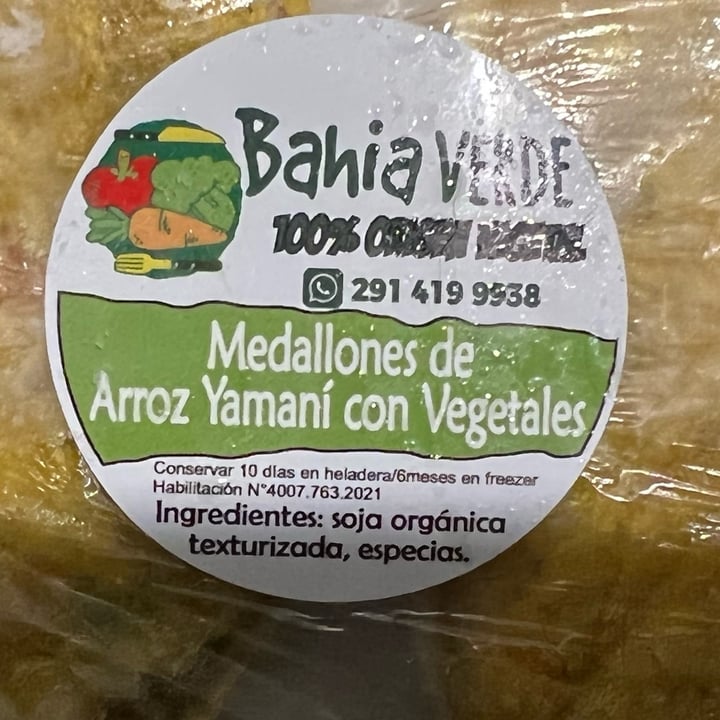 Bahia VERDE
100% ORIGEN
291 419 9938
Medallones de
Arroz Yamaní con Vegetales
Conservar 10 días en heladera/6meses en freezer
Habilitación N°4007.763.2021
Ingredientes: soja orgánica
texturizada, especias.